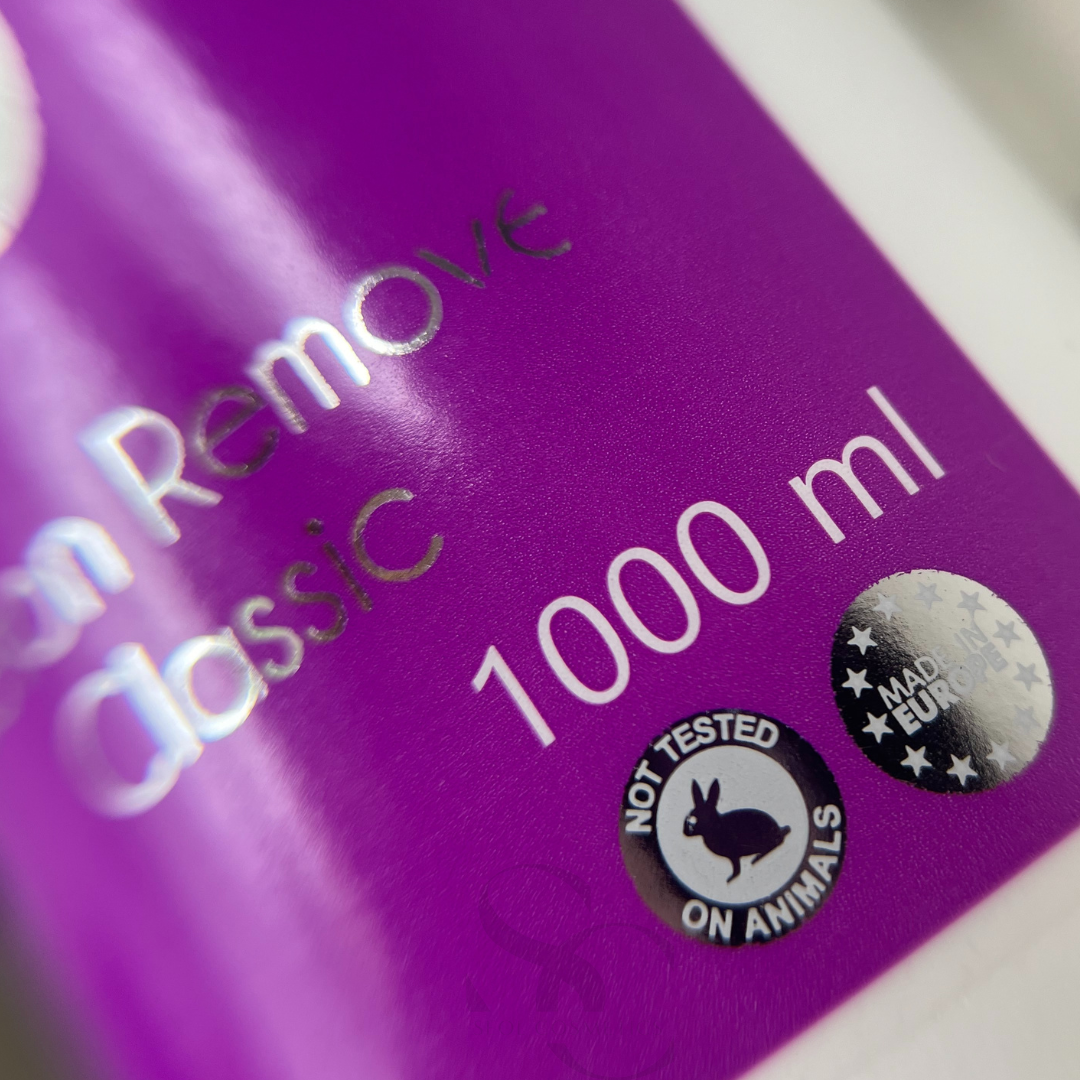 Remove
Classic
1000 ml
MADE IN
EUROPE
NOT TESTED
ON ANIMALS